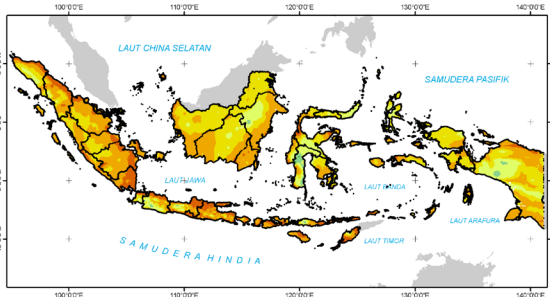 100°0'0"E 110°0'0"E 120°0'0"E 130°0'0"E 140°0'0"E
LAUT CHINA SELATAN
SAMUDERA PASIFIK
LAUT JAWA
LAUT BANDA
LAUT ARAFURA
LAUT TIMOR
SAMUDERA HINDIA
100°0'0"E 110°0'0"E 120°0'0"E 130°0'0"E 140°0'0"E